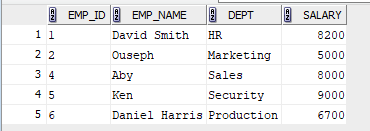 EMP_ID EMP_NAME DEPT SALARY
1 1 David Smith HR 8200
2 2 Ouseph Marketing 5000
3 4 Aby Sales 8000
4 5 Ken Security 9000
5 6 Daniel Harris Production 6700